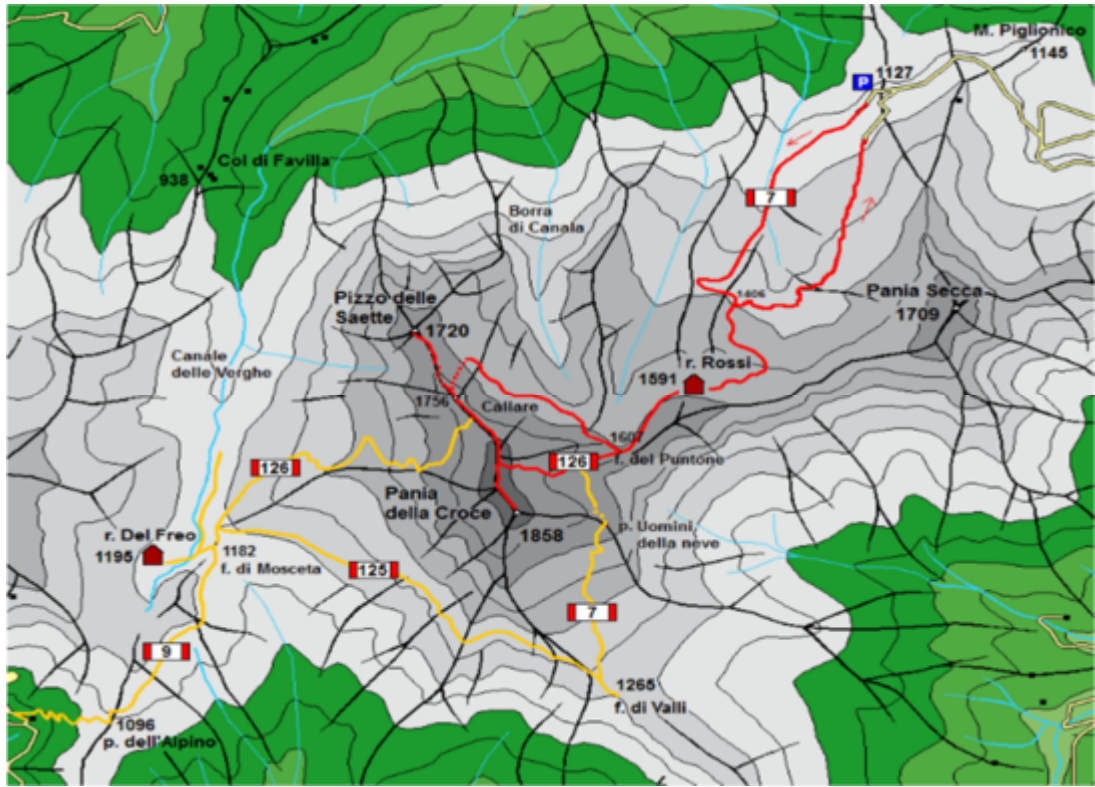 M. Piglionico
1145
P
1127
Col di Favilla
938
7
Borra
di Canala
Pizzo delle
Saette
1720
1406
Pania Secca
1709
Canale
delle Verghe
r. Rossi
1591
1756
Callare
1607
f. del Puntone
126
126
Pania
della Croce
1858
p. Uomini
della neve
r. Del Freo
1195
1182
f. di Mosceta
125
7
9
1265
f. di Valli
1096
p. dell'Alpino